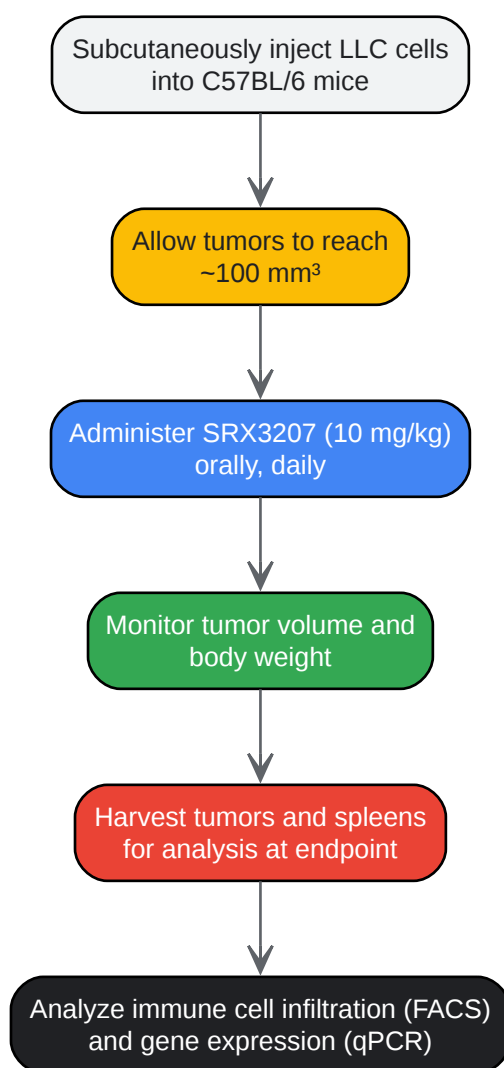 Subcutaneously inject LLC cells
into C57BL/6 mice
Allow tumors to reach
~100 mm³
Administer SRX3207 (10 mg/kg)
orally, daily
Monitor tumor volume and
body weight
Harvest tumors and spleens
for analysis at endpoint
Analyze immune cell infiltration (FACS)
and gene expression (qPCR)